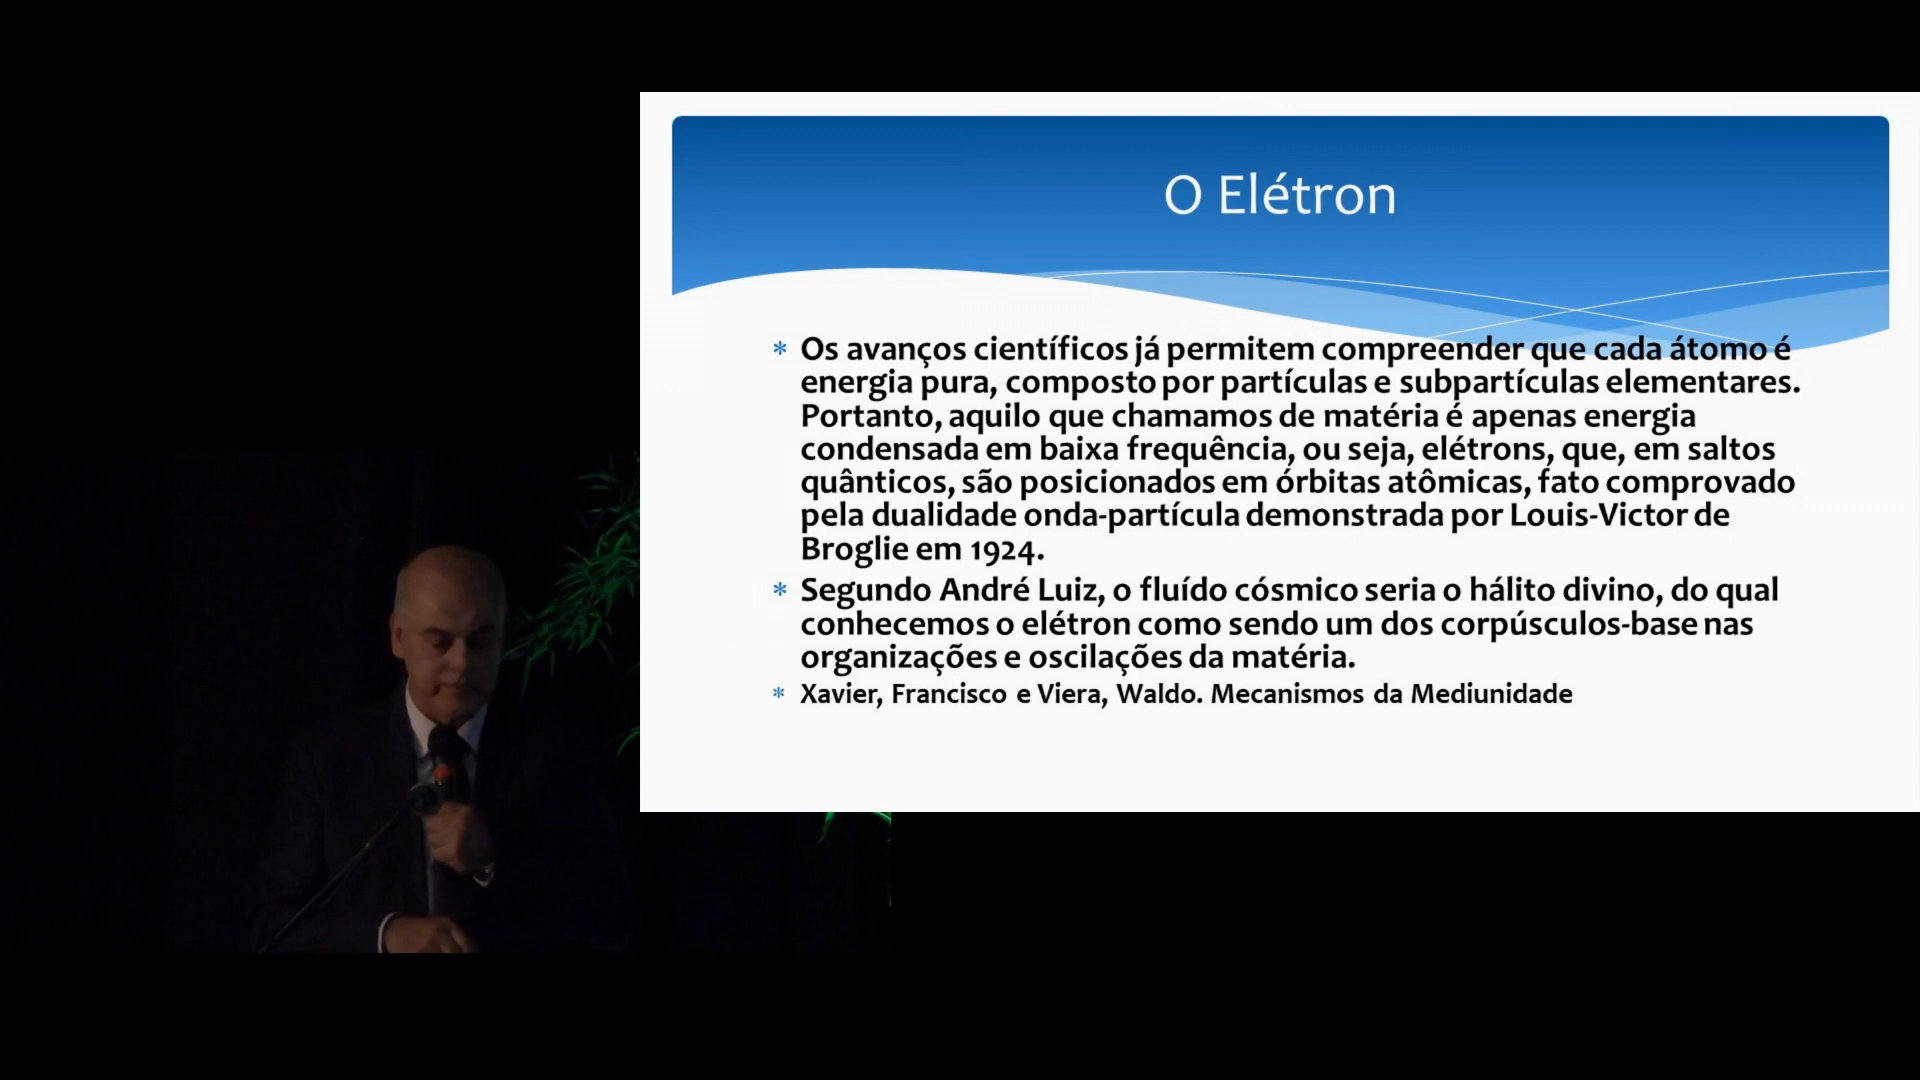 O Elétron
* Os avanços científicos já permitem compreender que cada átomo é
energia pura, composto por partículas e subpartículas elementares.
Portanto, aquilo que chamamos de matéria é apenas energia
condensada em baixa frequência, ou seja, elétrons, que, em saltos
quânticos, são posicionados em órbitas atômicas, fato comprovado
pela dualidade onda-partícula demonstrada por Louis-Victor de
Broglie em 1924.
* Segundo André Luiz, o fluído cósmico seria o hálito divino, do qual
conhecemos o elétron como sendo um dos corpúsculos-base nas
organizações e oscilações da matéria.
* Xavier, Francisco e Viera, Waldo. Mecanismos da Mediunidade